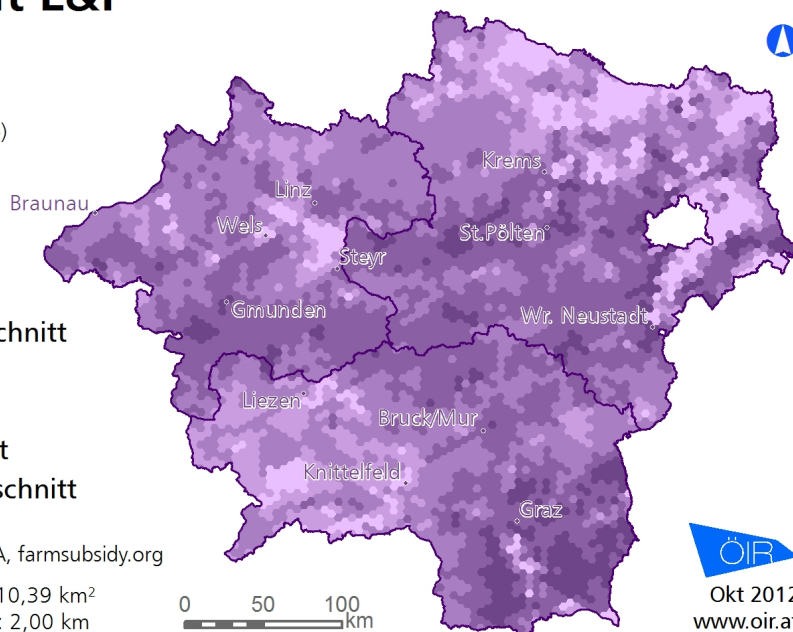 )
Krems
Linz
Braunau
Wels
St.Pölten
Steyr
Gmunden
Wr. Neustadt
chnitt
Liezen
Bruck/Mur
t
Knittelfeld
schnitt
Graz
A, farmsubsidy.org
ÖIR
10,39 km²
: 2,00 km
0 50 100
km
Okt 2012
www.oir.at